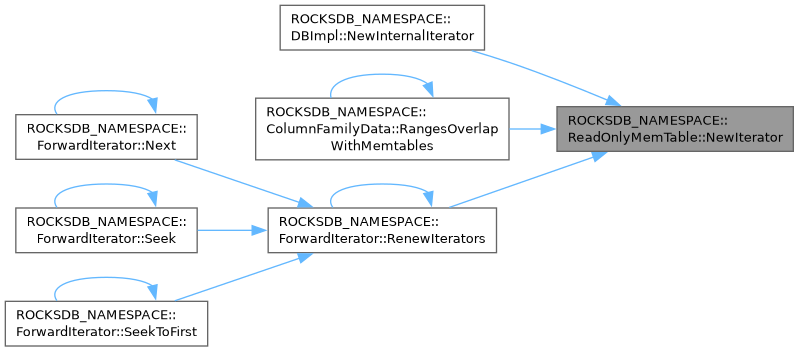 ROCKSDB_NAMESPACE::
DBImpl::NewInternalIterator
ROCKSDB_NAMESPACE::
ColumnFamilyData::RangesOverlap
WithMemtables
ROCKSDB_NAMESPACE::
ReadOnlyMemTable::NewIterator
ROCKSDB_NAMESPACE::
ForwardIterator::Next
ROCKSDB_NAMESPACE::
ForwardIterator::Seek
ROCKSDB_NAMESPACE::
ForwardIterator::RenewIterators
ROCKSDB_NAMESPACE::
ForwardIterator::SeekToFirst